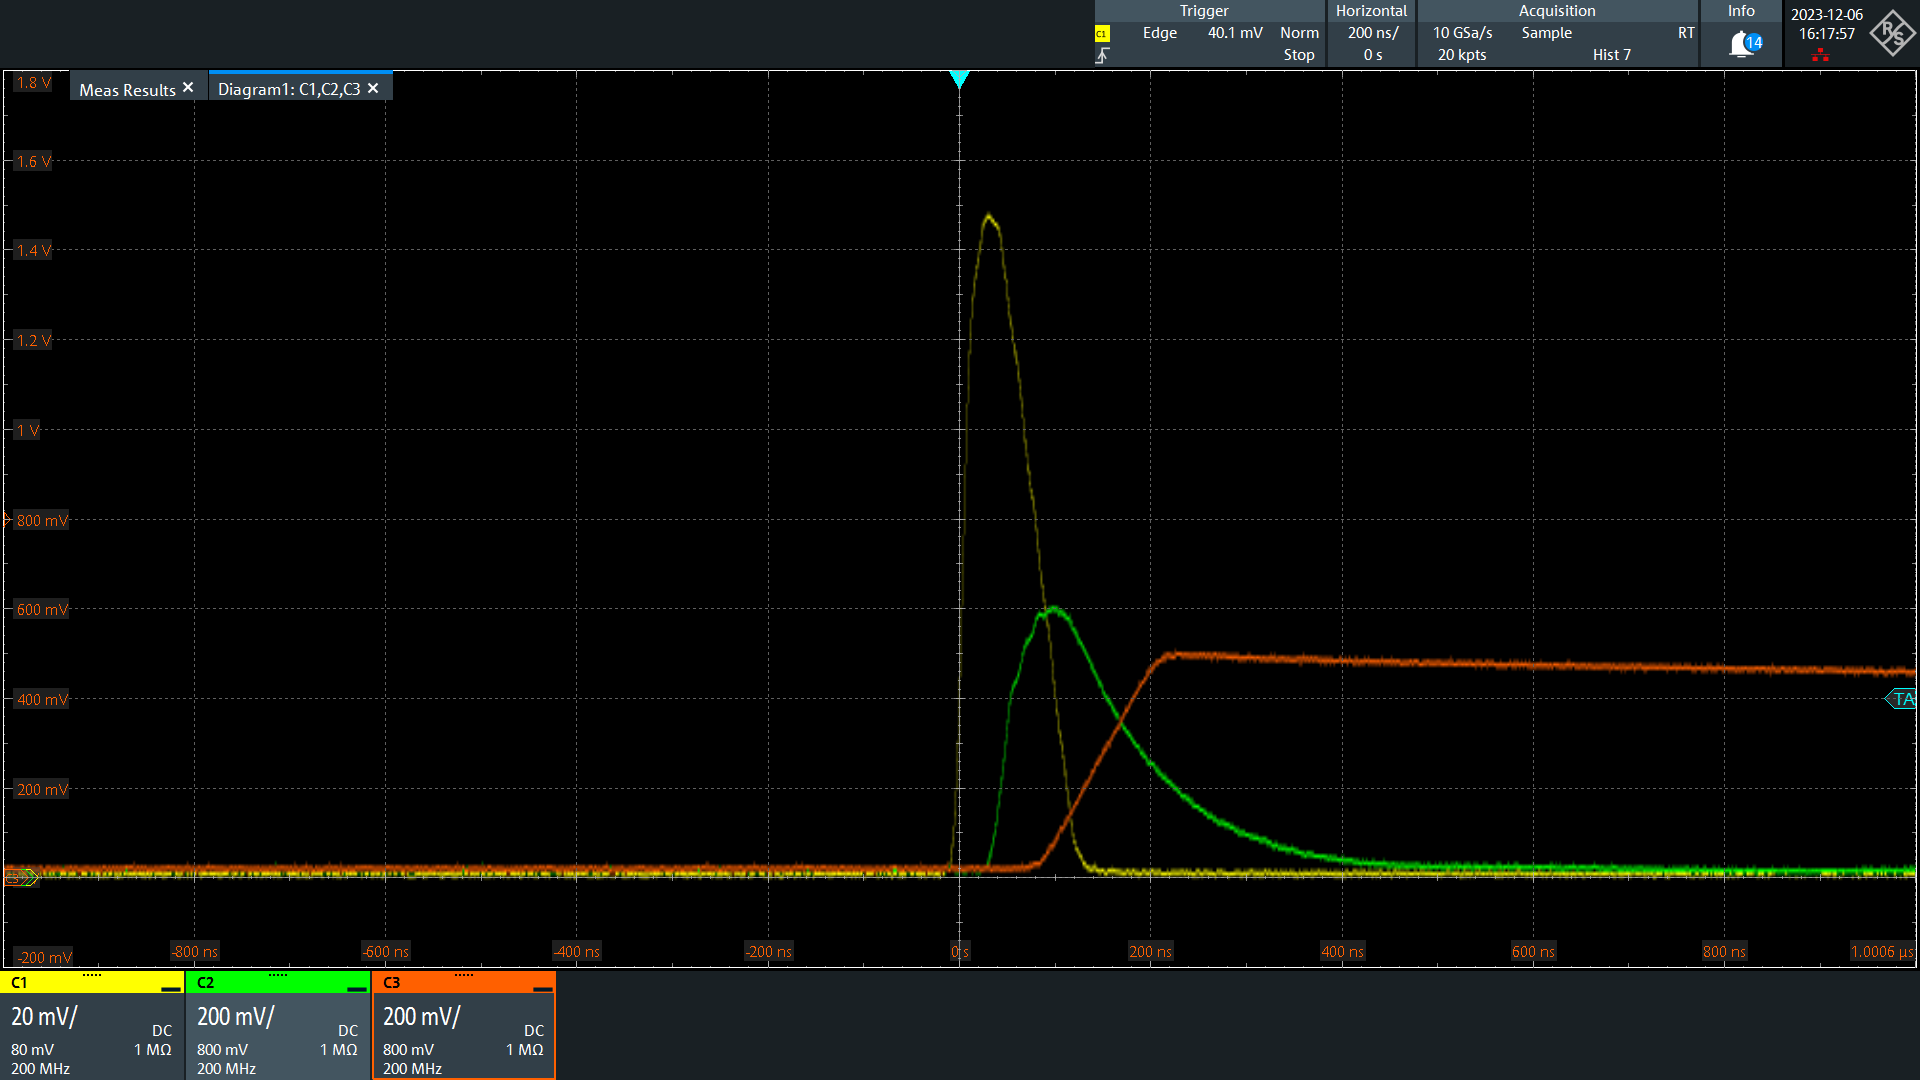 Trigger
C1 Edge 40.1 mV Norm
Stop
Horizontal
200 ns/
0 s
Acquisition
10 GSa/s Sample RT
20 kpts Hist 7
Info
14
2023-12-06
16:17:57
R&S
Meas Results ✕
Diagram1: C1,C2,C3 ✕
1.8 V
1.6 V
1.4 V
1.2 V
1 V
800 mV
600 mV
400 mV
200 mV
-200 mV
TA
-800 ns
-600 ns
-400 ns
-200 ns
0 s
200 ns
400 ns
600 ns
800 ns
1.0006 µs
C1
20 mV/
DC
80 mV 1 MΩ
200 MHz
C2
200 mV/
DC
800 mV 1 MΩ
200 MHz
C3
200 mV/
DC
800 mV 1 MΩ
200 MHz